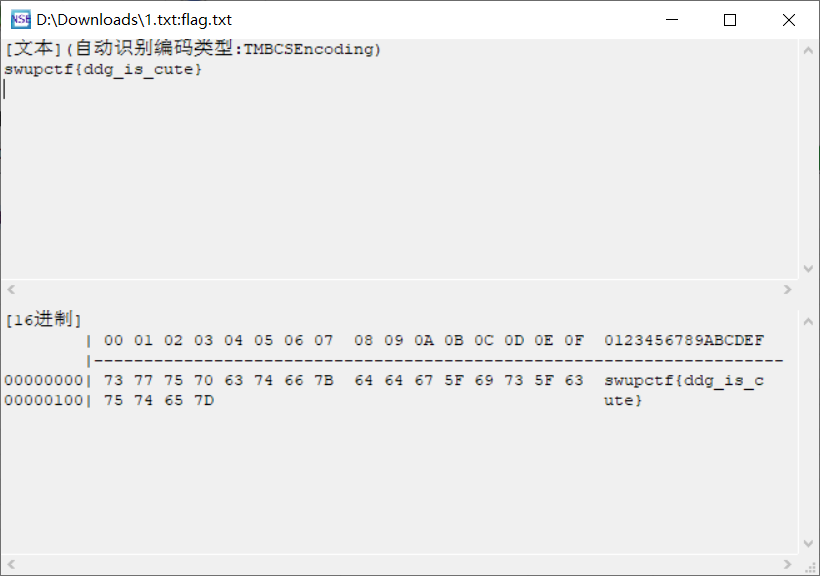 NSE D:\Downloads\1.txt:flag.txt
[文本](自动识别编码类型:TMBCSEncoding)
swupctf{ddg_is_cute}
[16进制]
| 00 01 02 03 04 05 06 07  08 09 0A 0B 0C 0D 0E 0F  0123456789ABCDEF
|---------------------------------------------------------------------
00000000| 73 77 75 70 63 74 66 7B  64 64 67 5F 69 73 5F 63  swupctf{ddg_is_c
00000100| 75 74 65 7D  ute}